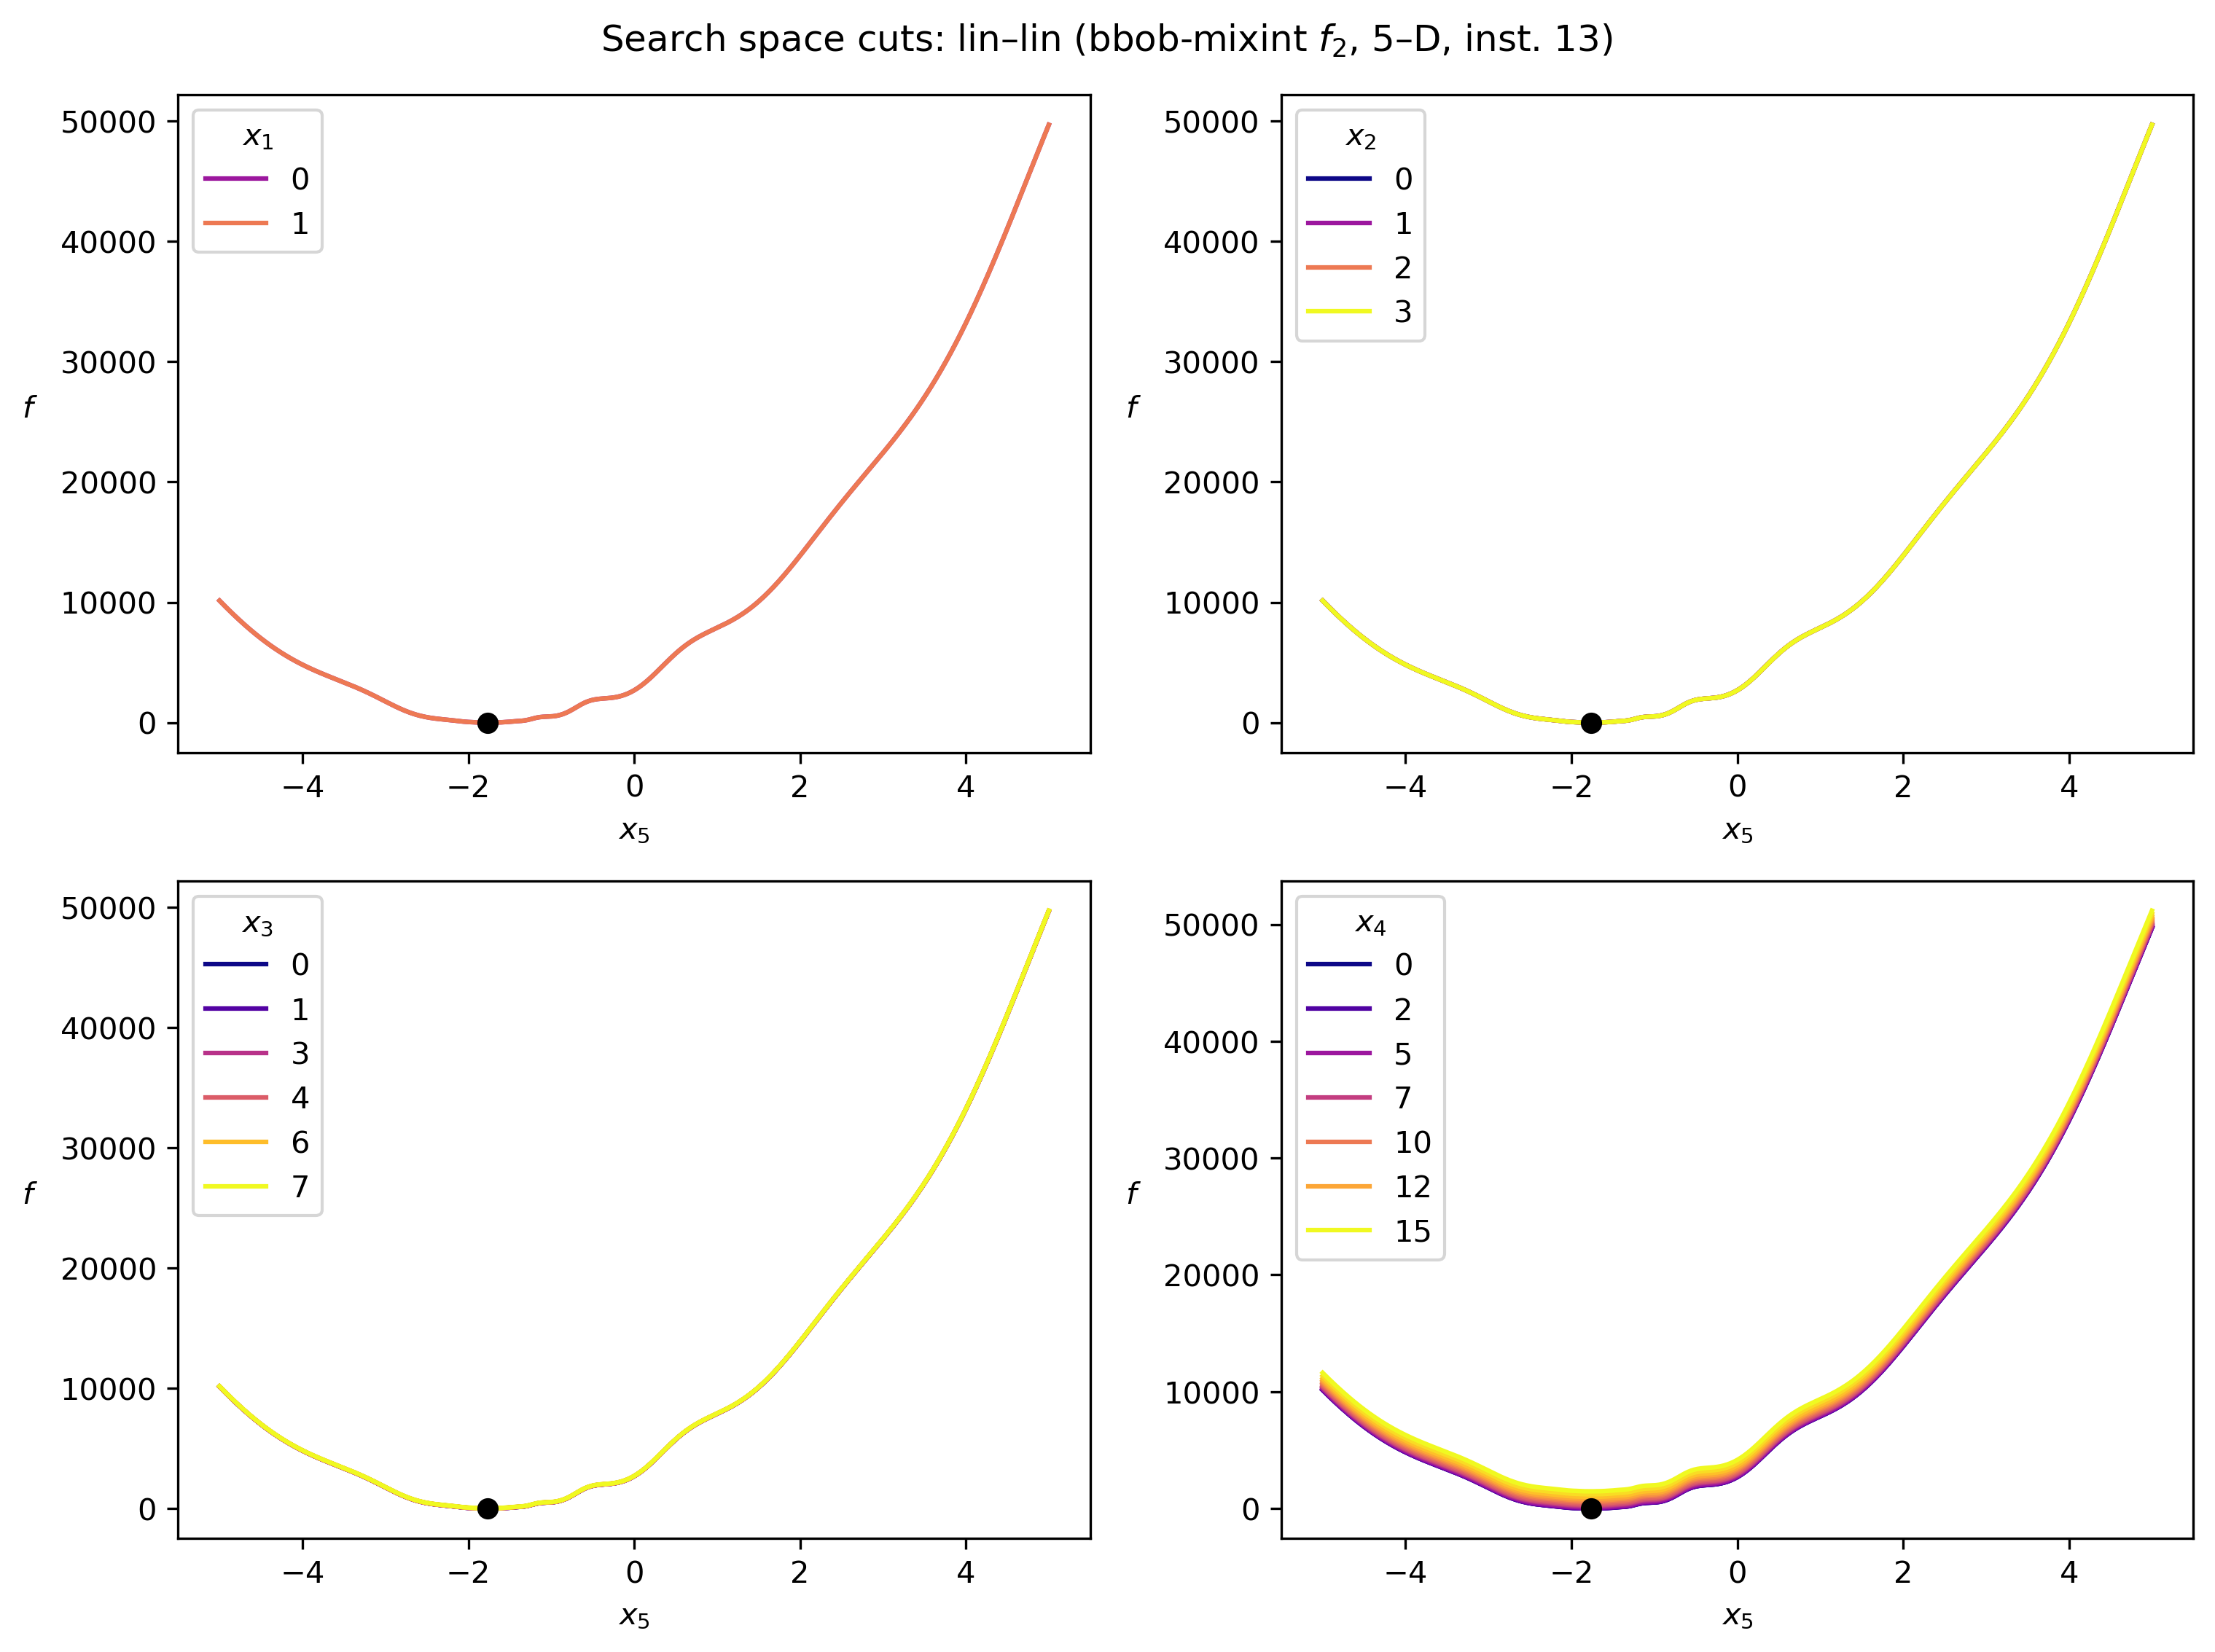 Search space cuts: lin–lin (bbob-mixint f₂, 5–D, inst. 13)
x₁
0
1
50000
40000
30000
20000
10000
0
f
−4 −2 0 2 4
x₅
x₂
0
1
2
3
50000
40000
30000
20000
10000
0
f
−4 −2 0 2 4
x₅
x₃
0
1
3
4
6
7
50000
40000
30000
20000
10000
0
f
−4 −2 0 2 4
x₅
x₄
0
2
5
7
10
12
15
50000
40000
30000
20000
10000
0
f
−4 −2 0 2 4
x₅